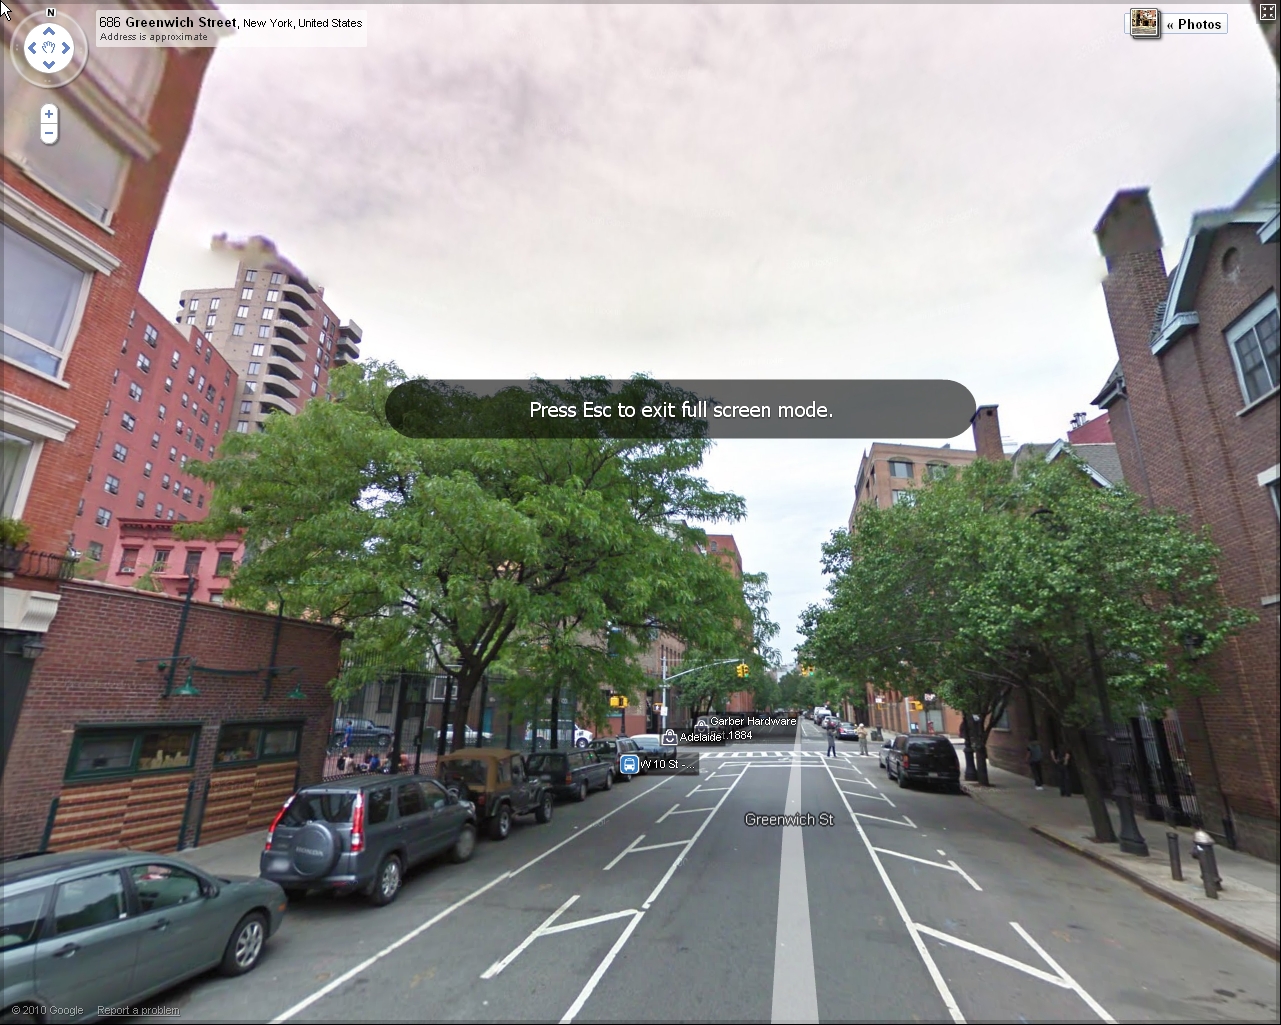 N
686 Greenwich Street, New York, United States
Address is approximate
« Photos
+
−
Press Esc to exit full screen mode.
Garber Hardware
Adelaide
t.1884
W 10 St -...
Greenwich St
HONDA
© 2010 Google
Report a problem